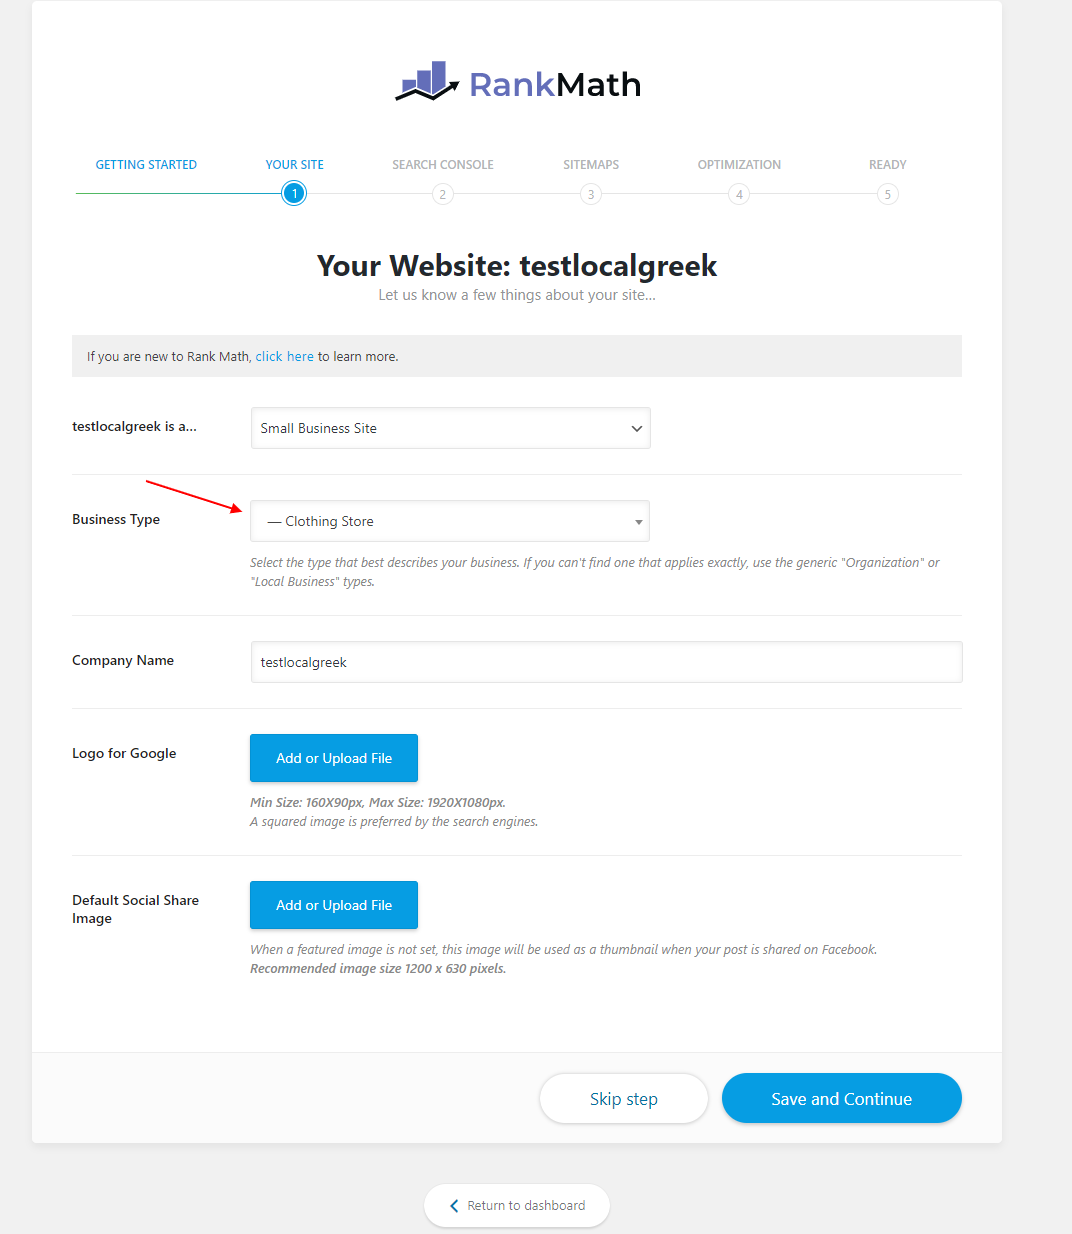 RankMath
GETTING STARTED
YOUR SITE
SEARCH CONSOLE
SITEMAPS
OPTIMIZATION
READY
1
2
3
4
5
Your Website: testlocalgreek
Let us know a few things about your site...
If you are new to Rank Math, click here to learn more.
testlocalgreek is a...
Small Business Site
Business Type
— Clothing Store
Select the type that best describes your business. If you can't find one that applies exactly, use the generic "Organization" or
"Local Business" types.
Company Name
testlocalgreek
Logo for Google
Add or Upload File
Min Size: 160X90px, Max Size: 1920X1080px.
A squared image is preferred by the search engines.
Default Social Share
Image
Add or Upload File
When a featured image is not set, this image will be used as a thumbnail when your post is shared on Facebook.
Recommended image size 1200 x 630 pixels.
Skip step
Save and Continue
Return to dashboard